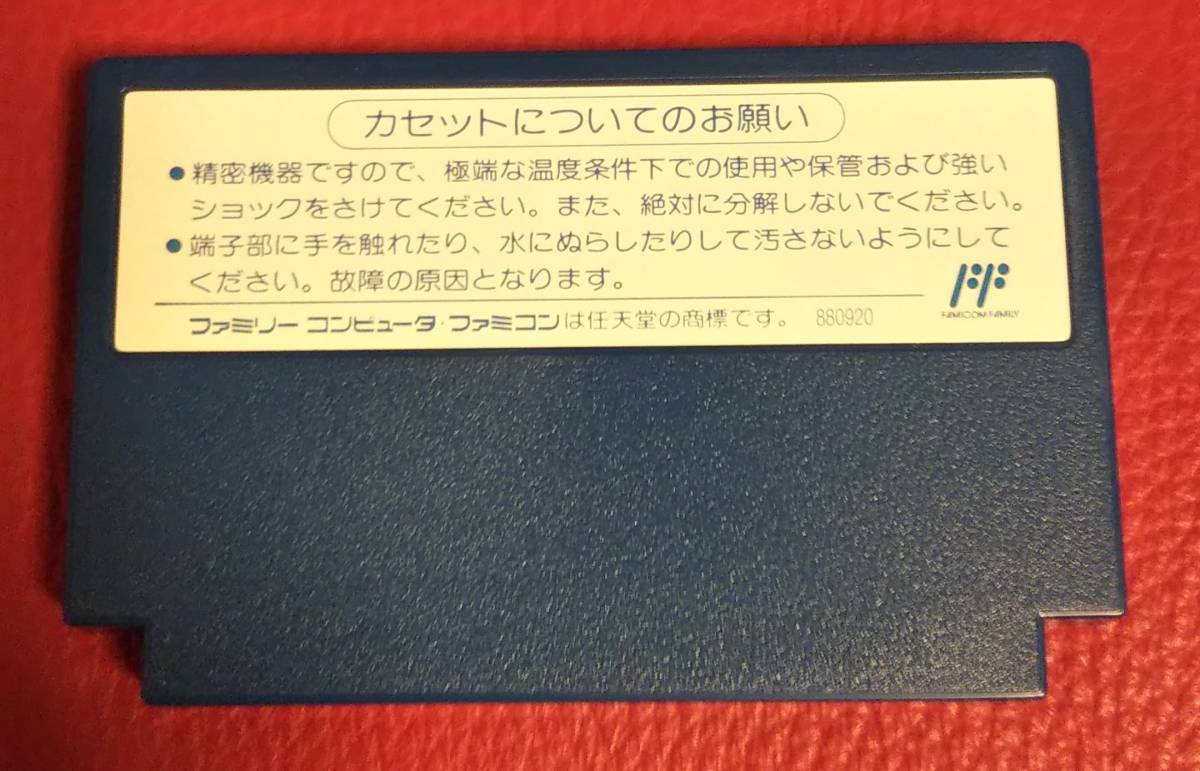 カセットについてのお願い
●精密機器ですので、極端な温度条件下での使用や保管および強い
ショックをさけてください。また、絶対に分解しないでください。
●端子部に手を触れたり、水にぬらしたりして汚さないようにして
ください。故障の原因となります。
FF
FAMICOM FAMILY
ファミリー コンピュータ・ファミコンは任天堂の商標です。 880920